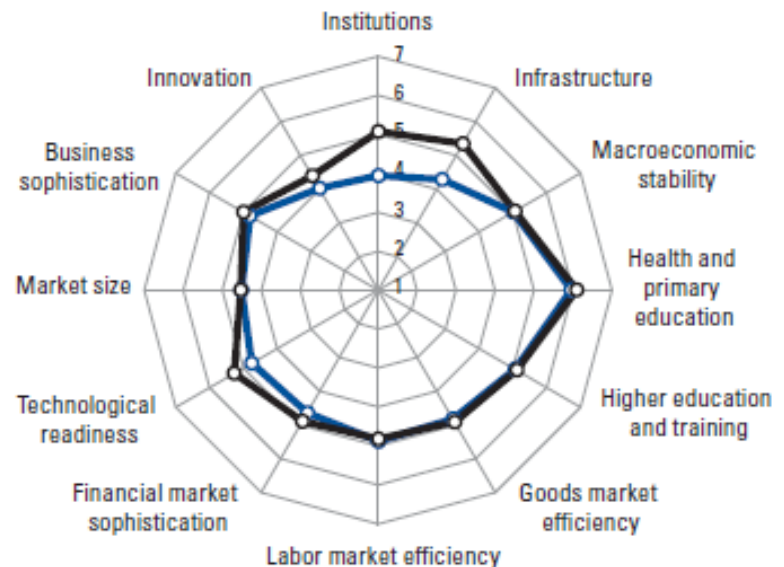 Institutions
7
6
5
4
3
2
1
Infrastructure
Macroeconomic
stability
Health and
primary
education
Higher education
and training
Goods market
efficiency
Labor market efficiency
Financial market
sophistication
Technological
readiness
Market size
Business
sophistication
Innovation